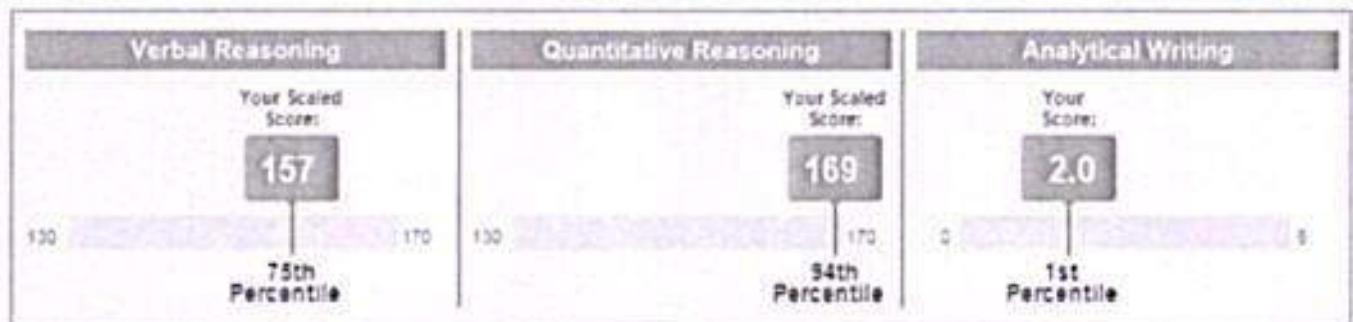 Verbal Reasoning
Your Scaled
Score:
157
130
170
75th
Percentile
Quantitative Reasoning
Your Scaled
Score:
169
130
170
94th
Percentile
Analytical Writing
Your
Score:
2.0
0
6
1st
Percentile